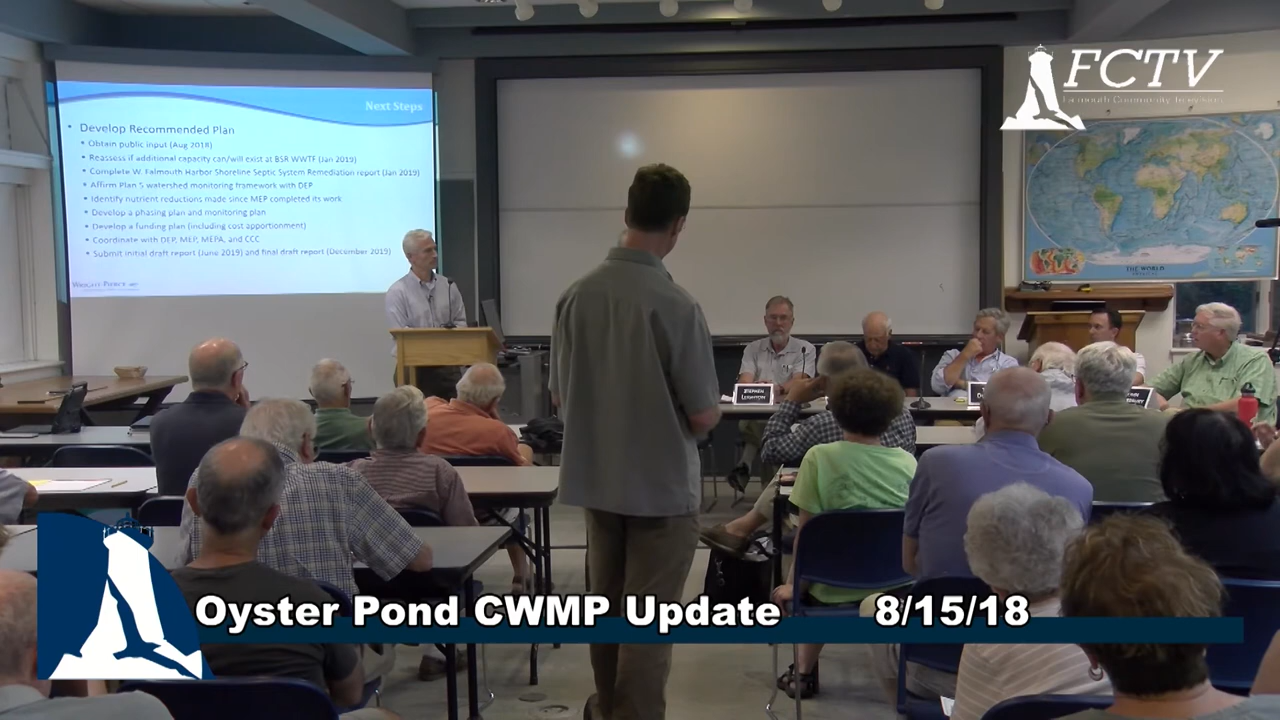 FCTV
Falmouth Community Television
Next Steps
• Develop Recommended Plan
• Obtain public input (Aug 2018)
• Reassess if additional capacity can/will exist at BSR WWTF (Jan 2019)
• Complete W. Falmouth Harbor Shoreline Septic System Remediation report (Jan 2019)
• Affirm Plan 5 watershed monitoring framework with DEP
• Identify nutrient reductions made since MEP completed its work
• Develop a phasing plan and monitoring plan
• Develop a funding plan (including cost apportionment)
• Coordinate with DEP, MEP, MEPA, and CCC
• Submit initial draft report (June 2019) and final draft report (December 2019)
WRIGHT-PIERCE
THE WORLD
STEPHEN
LEIGHTON
Oyster Pond CWMP Update 8/15/18